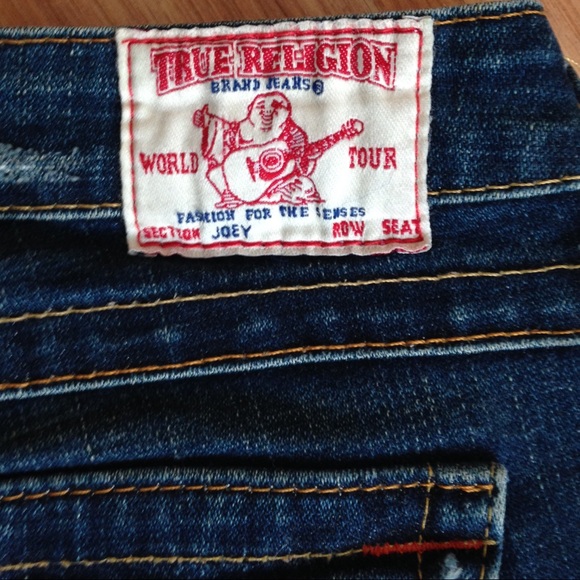 TRUE RELIGION
BRAND JEANS®
WORLD TOUR
FASHION FOR THE SENSES
SECTION JOEY ROW SEAT